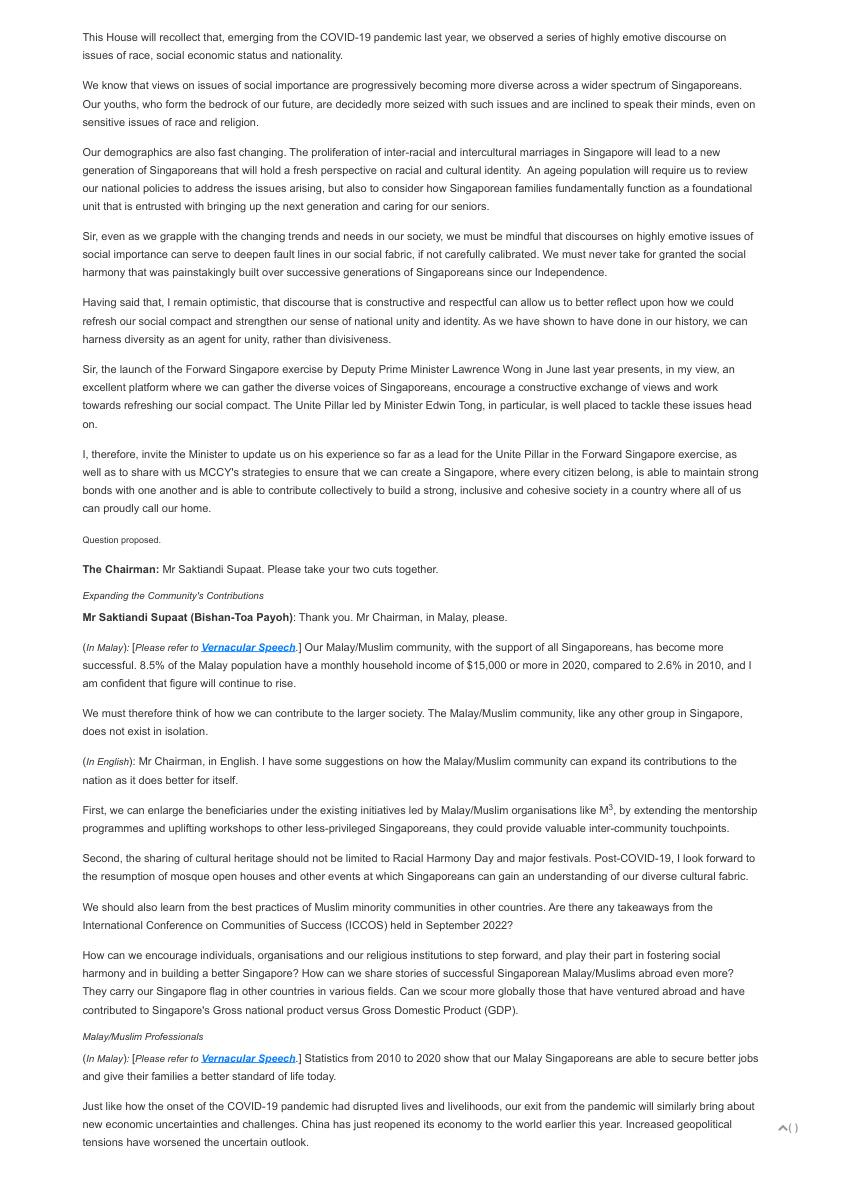 This House will recollect that, emerging from the COVID-19 pandemic last year, we observed a series of highly emotive discourse on
issues of race, social economic status and nationality.
We know that views on issues of social importance are progressively becoming more diverse across a wider spectrum of Singaporeans.
Our youths, who form the bedrock of our future, are decidedly more seized with such issues and are inclined to speak their minds, even on
sensitive issues of race and religion.
Our demographics are also fast changing. The proliferation of inter-racial and intercultural marriages in Singapore will lead to a new
generation of Singaporeans that will hold a fresh perspective on racial and cultural identity.  An ageing population will require us to review
our national policies to address the issues arising, but also to consider how Singaporean families fundamentally function as a foundational
unit that is entrusted with bringing up the next generation and caring for our seniors.
Sir, even as we grapple with the changing trends and needs in our society, we must be mindful that discourses on highly emotive issues of
social importance can serve to deepen fault lines in our social fabric, if not carefully calibrated. We must never take for granted the social
harmony that was painstakingly built over successive generations of Singaporeans since our Independence.
Having said that, I remain optimistic, that discourse that is constructive and respectful can allow us to better reflect upon how we could
refresh our social compact and strengthen our sense of national unity and identity. As we have shown to have done in our history, we can
harness diversity as an agent for unity, rather than divisiveness.
Sir, the launch of the Forward Singapore exercise by Deputy Prime Minister Lawrence Wong in June last year presents, in my view, an
excellent platform where we can gather the diverse voices of Singaporeans, encourage a constructive exchange of views and work
towards refreshing our social compact. The Unite Pillar led by Minister Edwin Tong, in particular, is well placed to tackle these issues head
on.
I, therefore, invite the Minister to update us on his experience so far as a lead for the Unite Pillar in the Forward Singapore exercise, as
well as to share with us MCCY's strategies to ensure that we can create a Singapore, where every citizen belong, is able to maintain strong
bonds with one another and is able to contribute collectively to build a strong, inclusive and cohesive society in a country where all of us
can proudly call our home.
Question proposed.
The Chairman: Mr Saktiandi Supaat. Please take your two cuts together.
Expanding the Community's Contributions
Mr Saktiandi Supaat (Bishan-Toa Payoh): Thank you. Mr Chairman, in Malay, please.
(In Malay): [Please refer to Vernacular Speech.] Our Malay/Muslim community, with the support of all Singaporeans, has become more
successful. 8.5% of the Malay population have a monthly household income of $15,000 or more in 2020, compared to 2.6% in 2010, and I
am confident that figure will continue to rise.
We must therefore think of how we can contribute to the larger society. The Malay/Muslim community, like any other group in Singapore,
does not exist in isolation.
(In English): Mr Chairman, in English. I have some suggestions on how the Malay/Muslim community can expand its contributions to the
nation as it does better for itself.
First, we can enlarge the beneficiaries under the existing initiatives led by Malay/Muslim organisations like M³, by extending the mentorship
programmes and uplifting workshops to other less-privileged Singaporeans, they could provide valuable inter-community touchpoints.
Second, the sharing of cultural heritage should not be limited to Racial Harmony Day and major festivals. Post-COVID-19, I look forward to
the resumption of mosque open houses and other events at which Singaporeans can gain an understanding of our diverse cultural fabric.
We should also learn from the best practices of Muslim minority communities in other countries. Are there any takeaways from the
International Conference on Communities of Success (ICCOS) held in September 2022?
How can we encourage individuals, organisations and our religious institutions to step forward, and play their part in fostering social
harmony and in building a better Singapore? How can we share stories of successful Singaporean Malay/Muslims abroad even more?
They carry our Singapore flag in other countries in various fields. Can we scour more globally those that have ventured abroad and have
contributed to Singapore's Gross national product versus Gross Domestic Product (GDP).
Malay/Muslim Professionals
(In Malay): [Please refer to Vernacular Speech.] Statistics from 2010 to 2020 show that our Malay Singaporeans are able to secure better jobs
and give their families a better standard of life today.
Just like how the onset of the COVID-19 pandemic had disrupted lives and livelihoods, our exit from the pandemic will similarly bring about
new economic uncertainties and challenges. China has just reopened its economy to the world earlier this year. Increased geopolitical
tensions have worsened the uncertain outlook.
( )